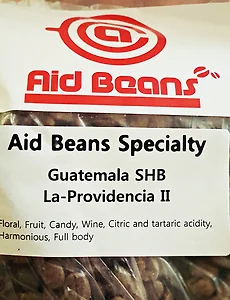 Aid Beans
Aid Beans Specialty
Guatemala SHB
La-Providencia II
Floral, Fruit, Candy, Wine, Citric and tartaric acidity,
Harmonious, Full body